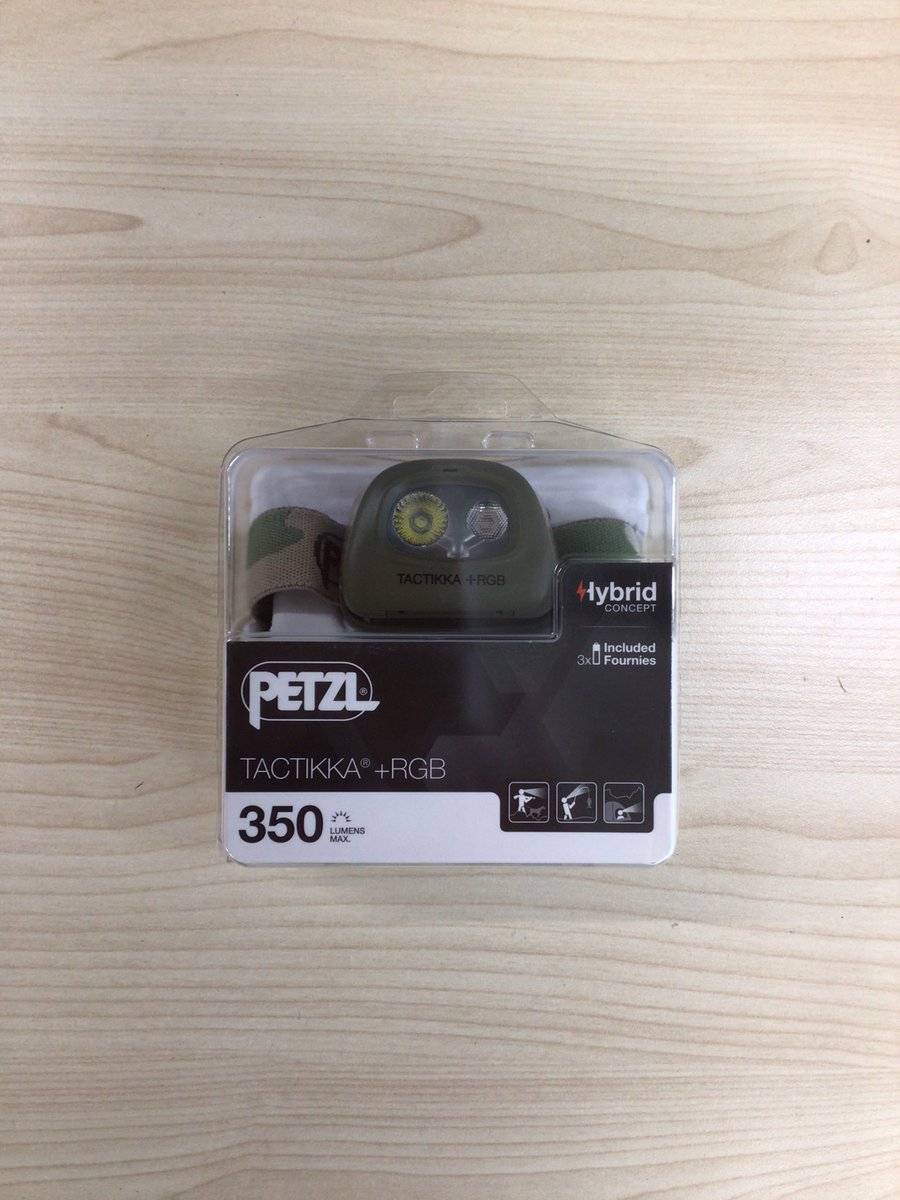 TACTIKKA +RGB
Hybrid
CONCEPT
3x Included
Fournies
PETZL®
TACTIKKA® +RGB
350 LUMENS
MAX.